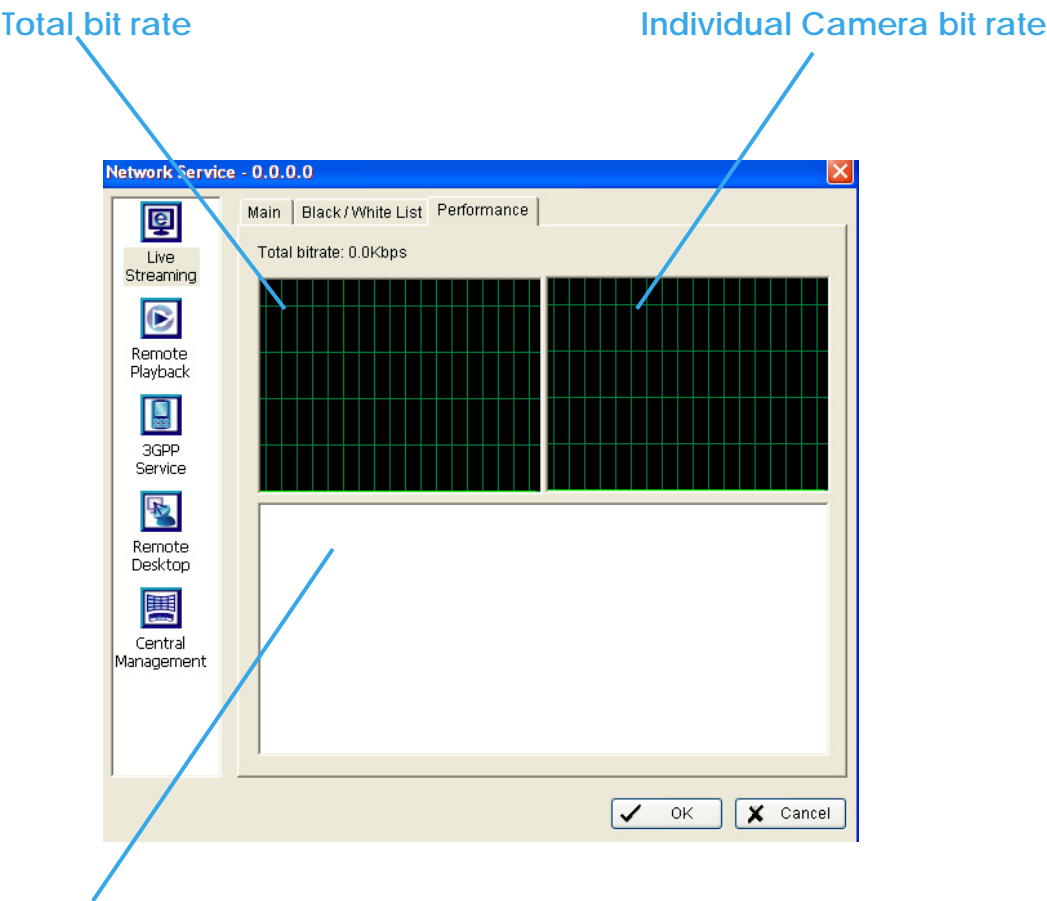 Total bit rate
Individual Camera bit rate
Network Service - 0.0.0.0
Main
Black / White List
Performance
Total bitrate: 0.0Kbps
Live
Streaming
Remote
Playback
3GPP
Service
Remote
Desktop
Central
Management
OK
Cancel